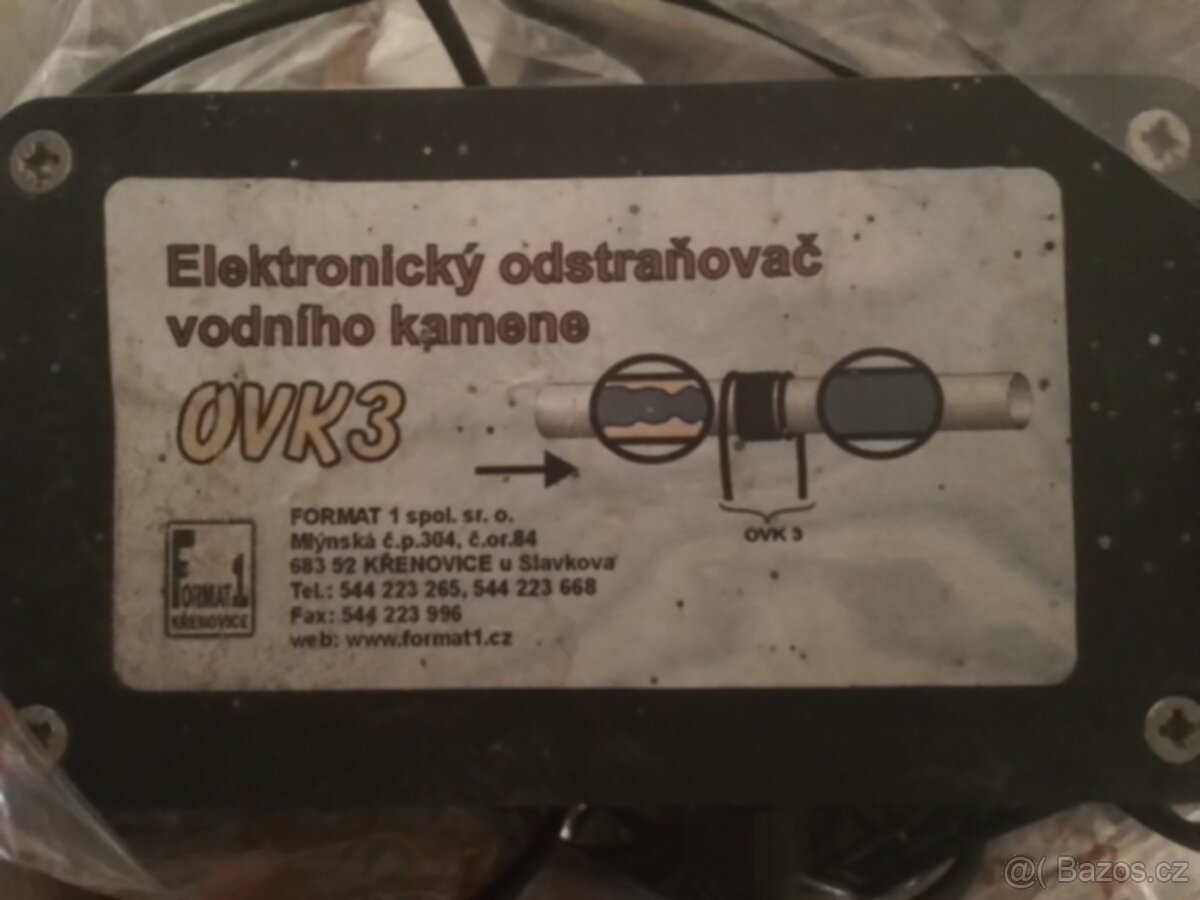 Elektronický odstraňovač
vodního kamene
OVK3
OVK 3
FORMAT 1
KŘENOVICE
FORMAT 1 spol. sr. o.
Mlýnská č.p.304, č.or.84
683 52 KŘENOVICE u Slavkova
Tel.: 544 223 265, 544 223 668
Fax: 544 223 996
web: www.format1.cz
@( Bazos.cz